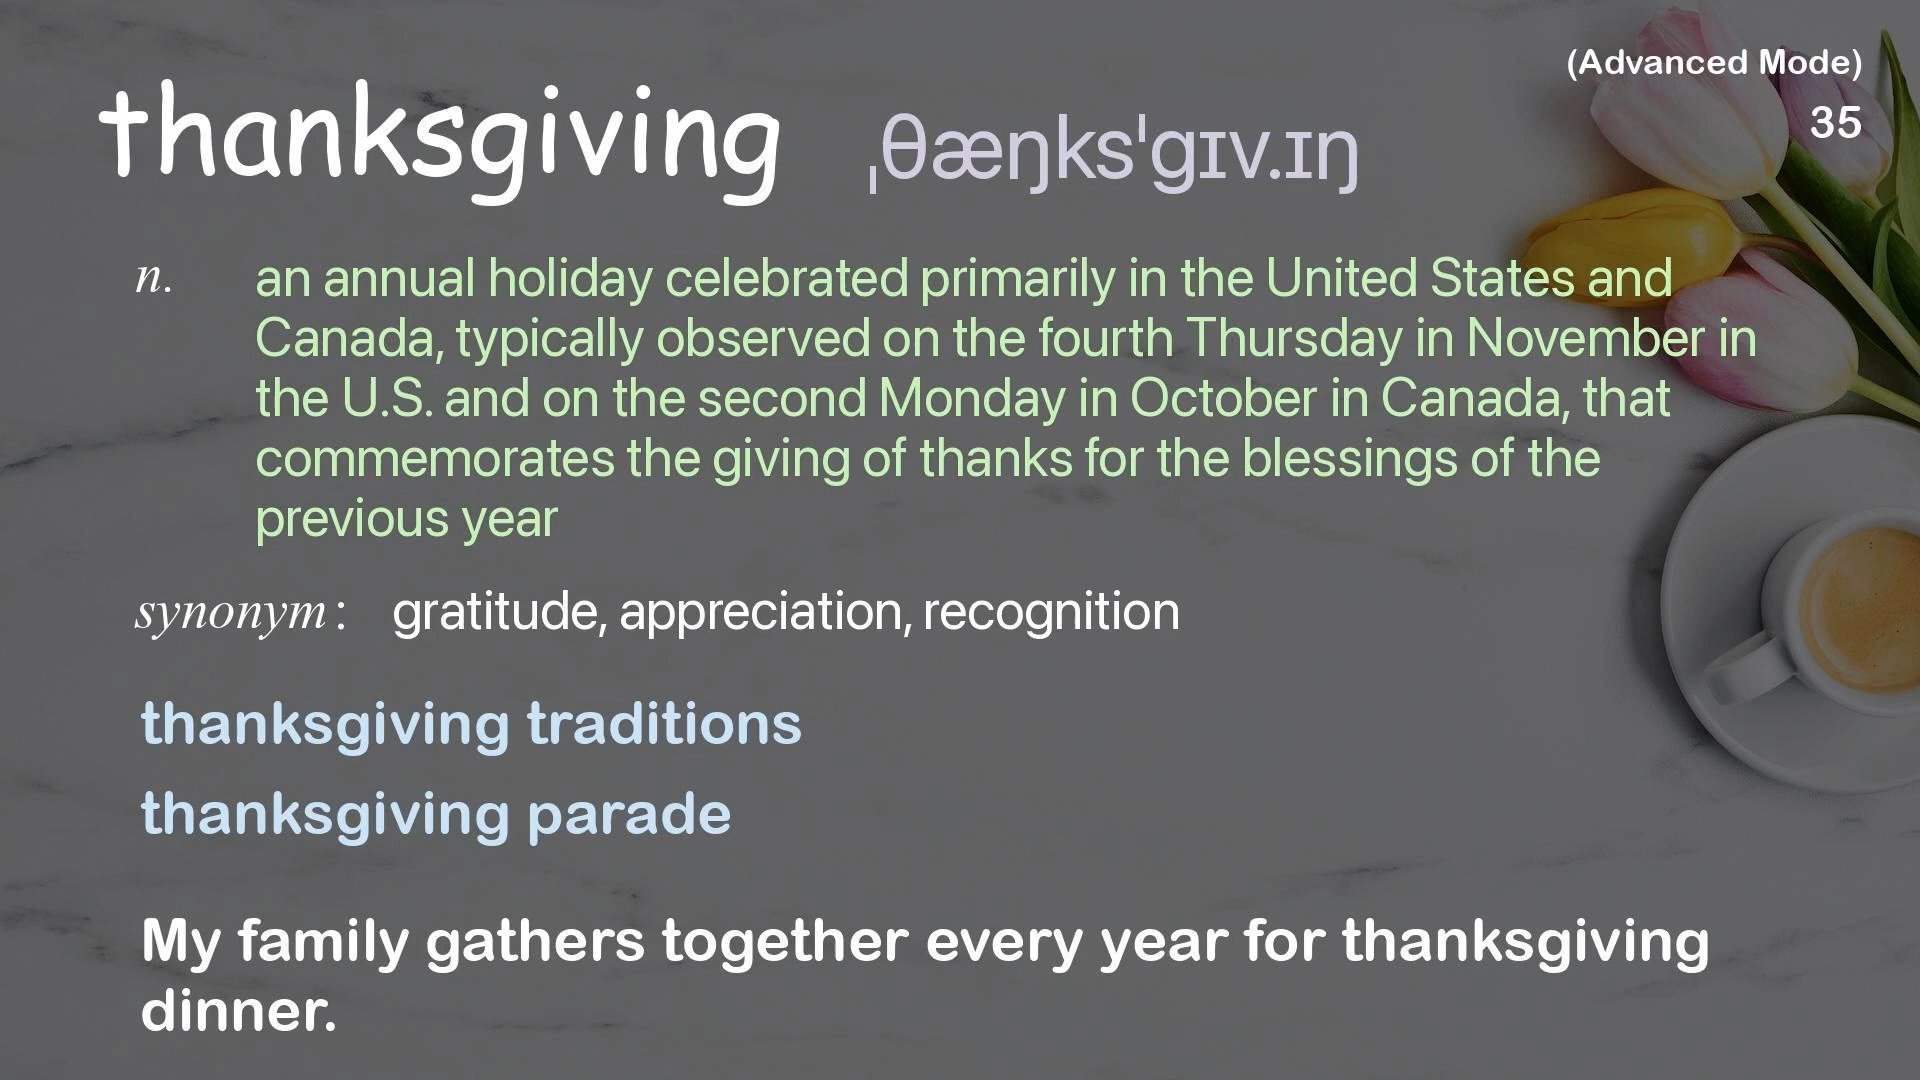 (Advanced Mode)
thanksgiving ˌθæŋksˈɡɪv.ɪŋ
35
n. an annual holiday celebrated primarily in the United States and
Canada, typically observed on the fourth Thursday in November in
the U.S. and on the second Monday in October in Canada, that
commemorates the giving of thanks for the blessings of the
previous year
synonym: gratitude, appreciation, recognition
thanksgiving traditions
thanksgiving parade
My family gathers together every year for thanksgiving
dinner.